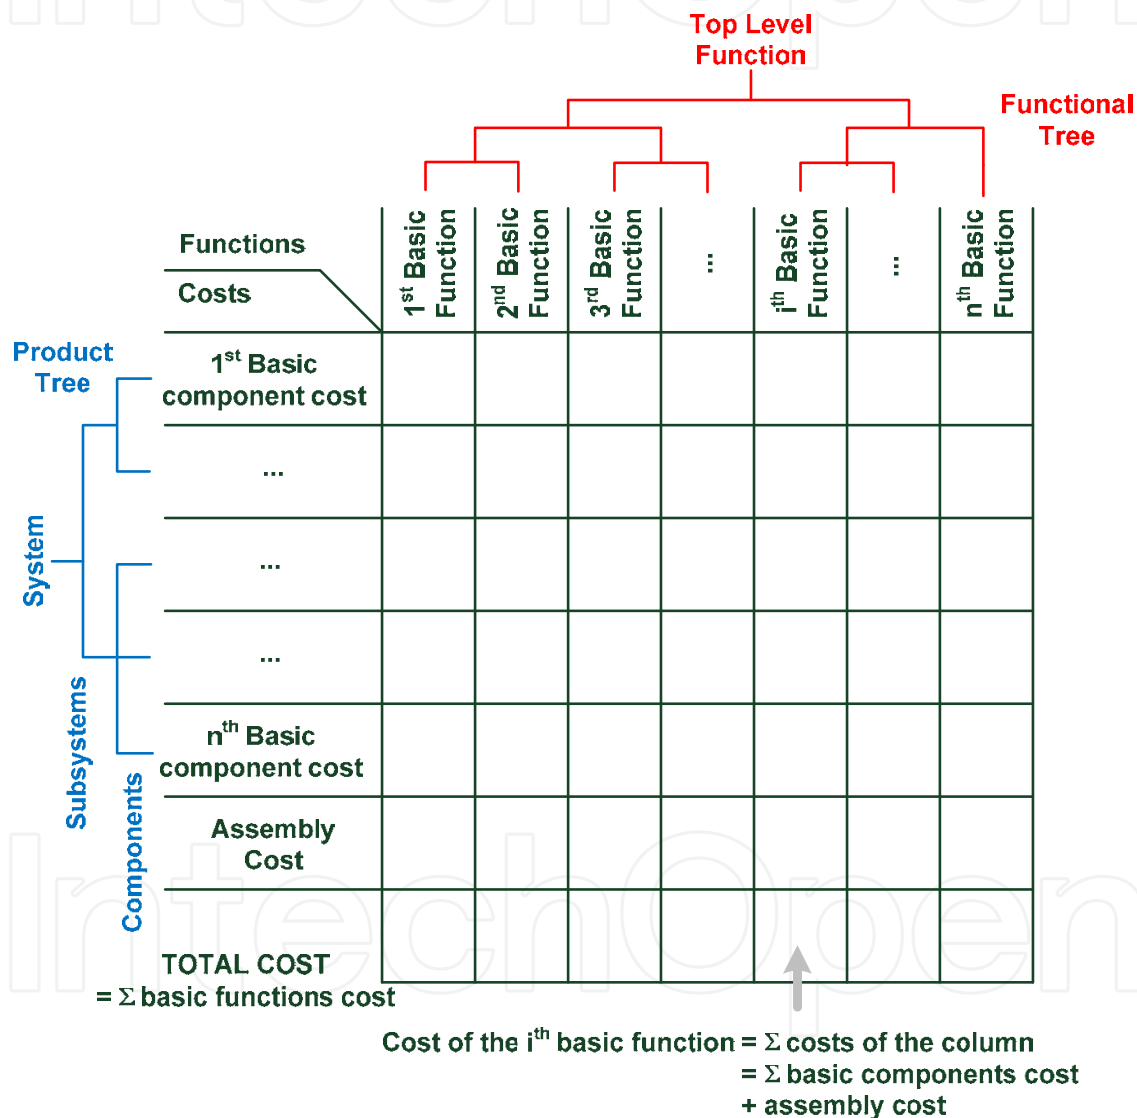 Top Level
Function
Functional
Tree
Functions
Costs
1st Basic
Function
2nd Basic
Function
3rd Basic
Function
...
ith Basic
Function
...
nth Basic
Function
Product
Tree
System
Subsystems
Components
1st Basic
component cost
...
...
...
nth Basic
component cost
Assembly
Cost
TOTAL COST
= Σ basic functions cost
Cost of the ith basic function = Σ costs of the column
= Σ basic components cost
+ assembly cost
IntechOpen
IntechOpen